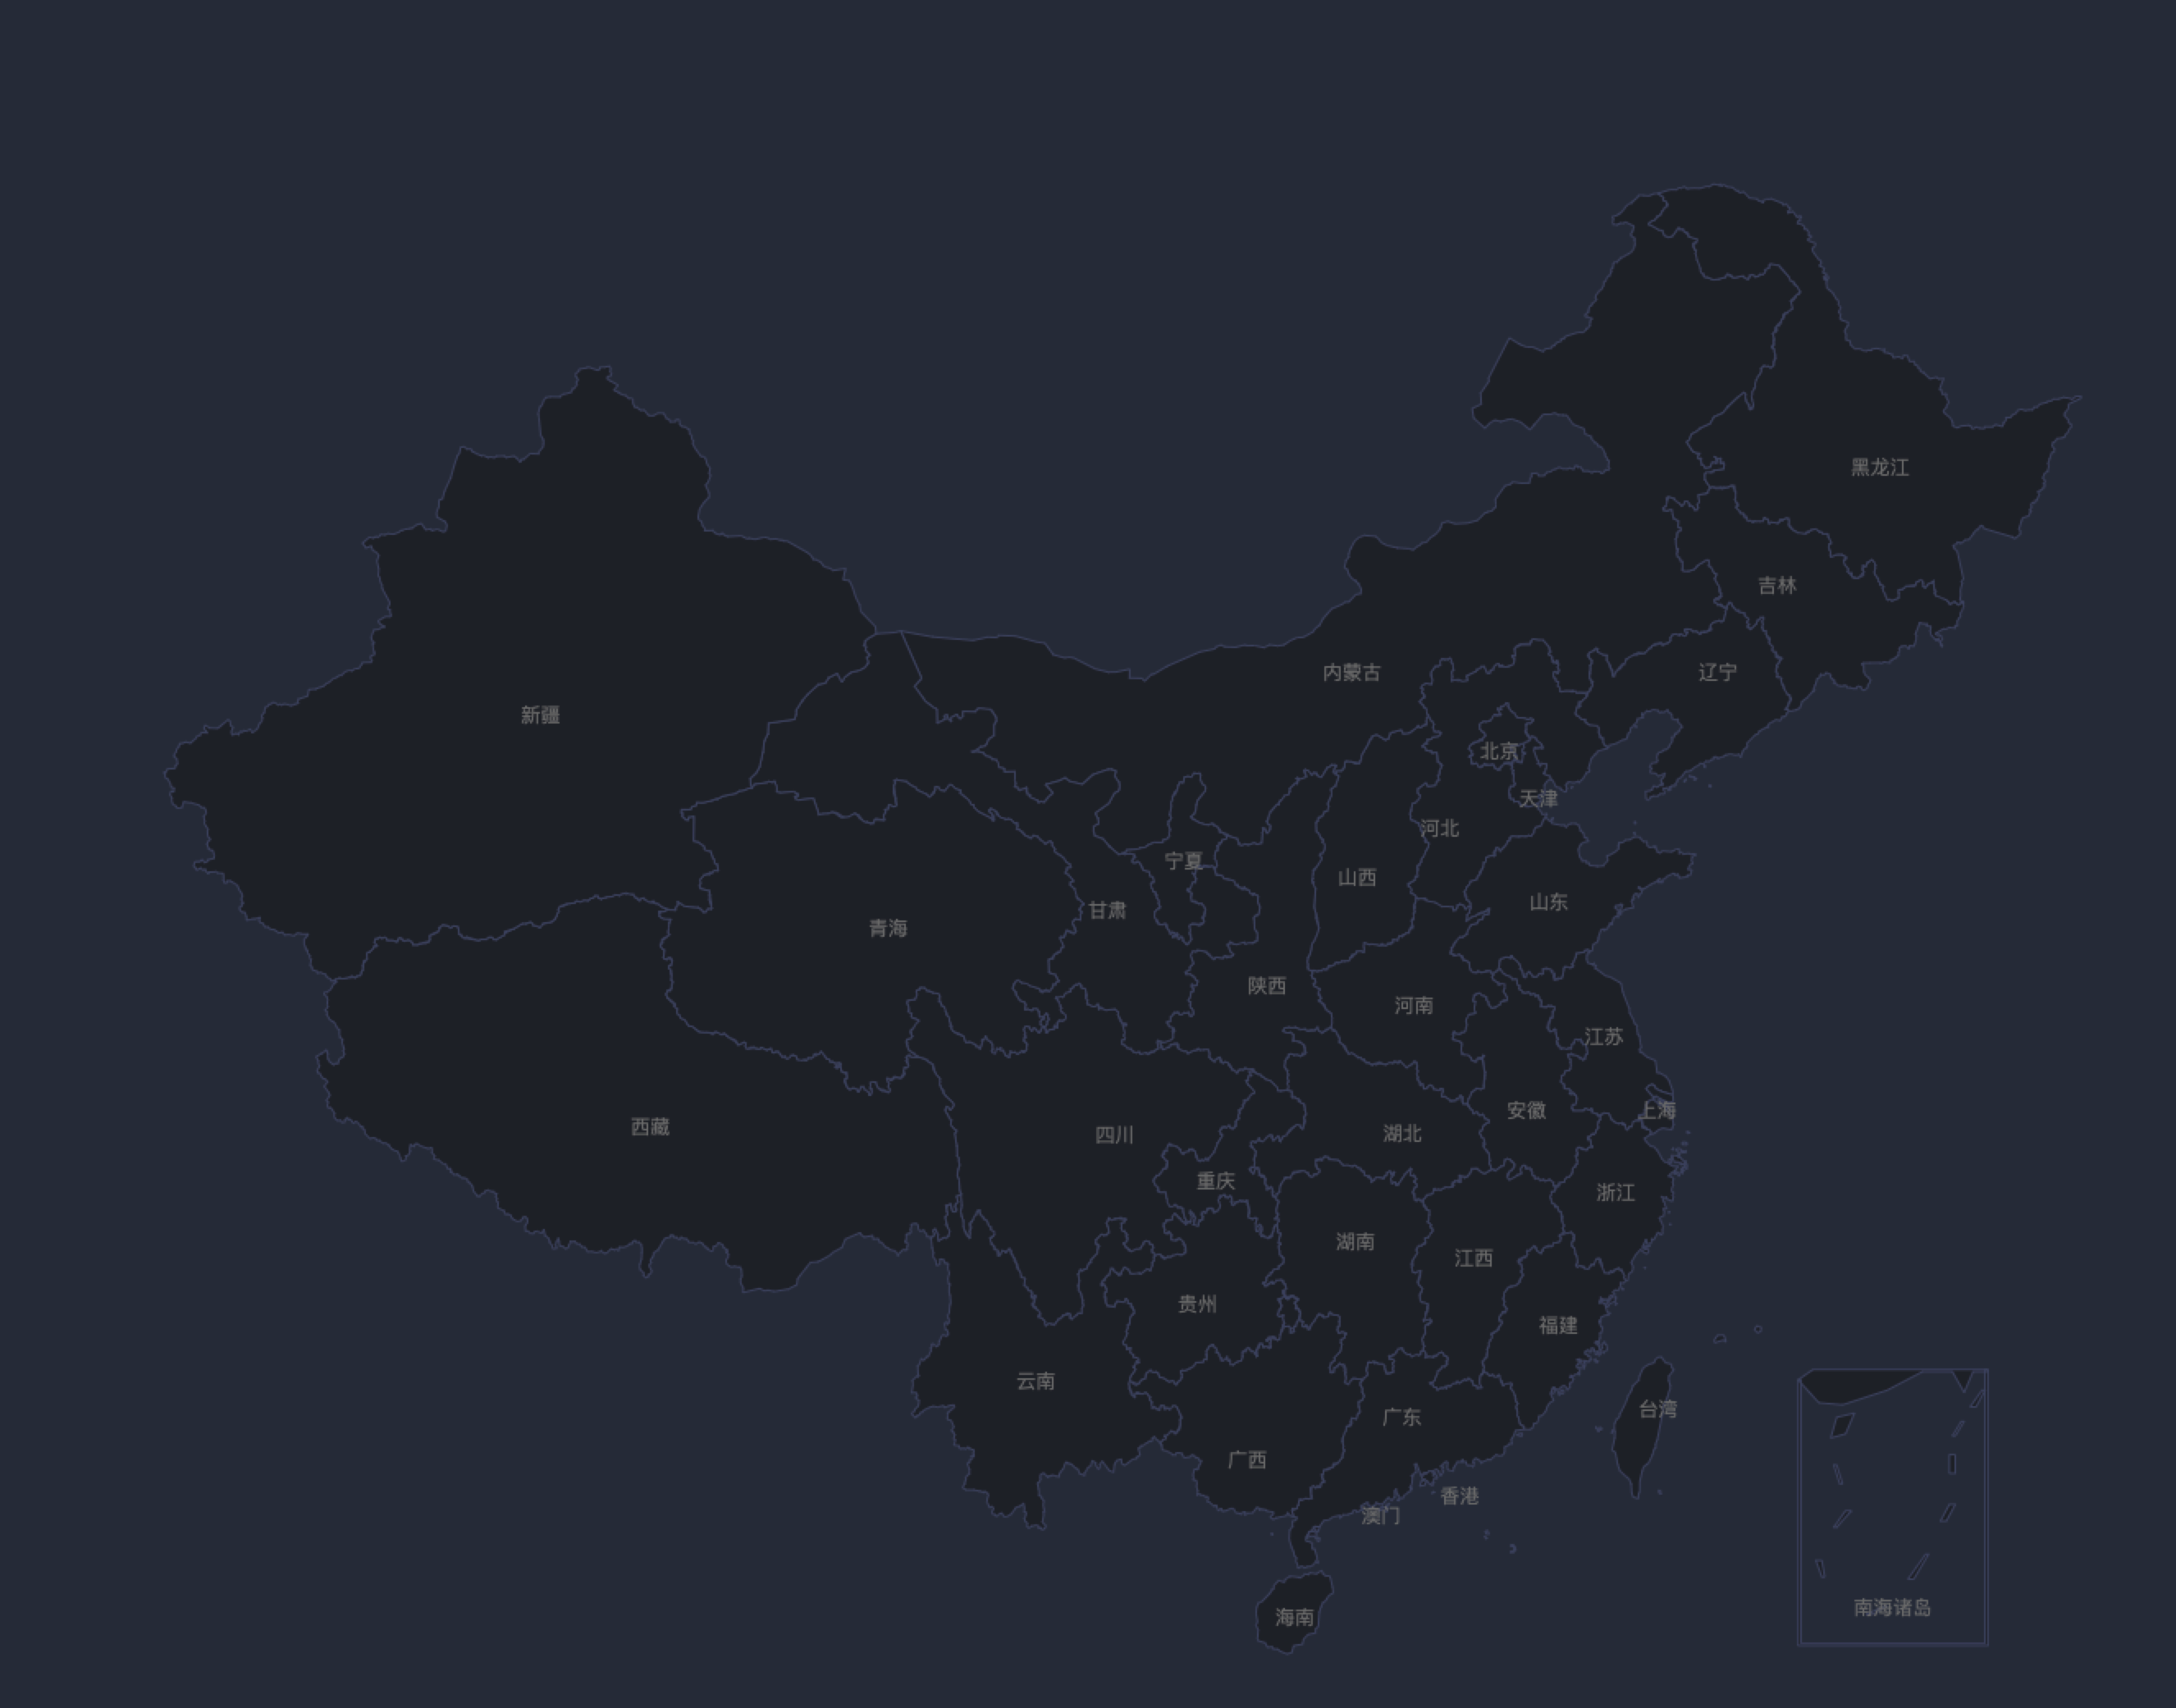 黑龙江
吉林
内蒙古
辽宁
新疆
北京
天津
河北
宁夏
山西
山东
甘肃
青海
陕西
河南
江苏
安徽
上海
西藏
四川
湖北
重庆
浙江
湖南
江西
贵州
福建
云南
台湾
广东
广西
香港
澳门
南海诸岛
海南